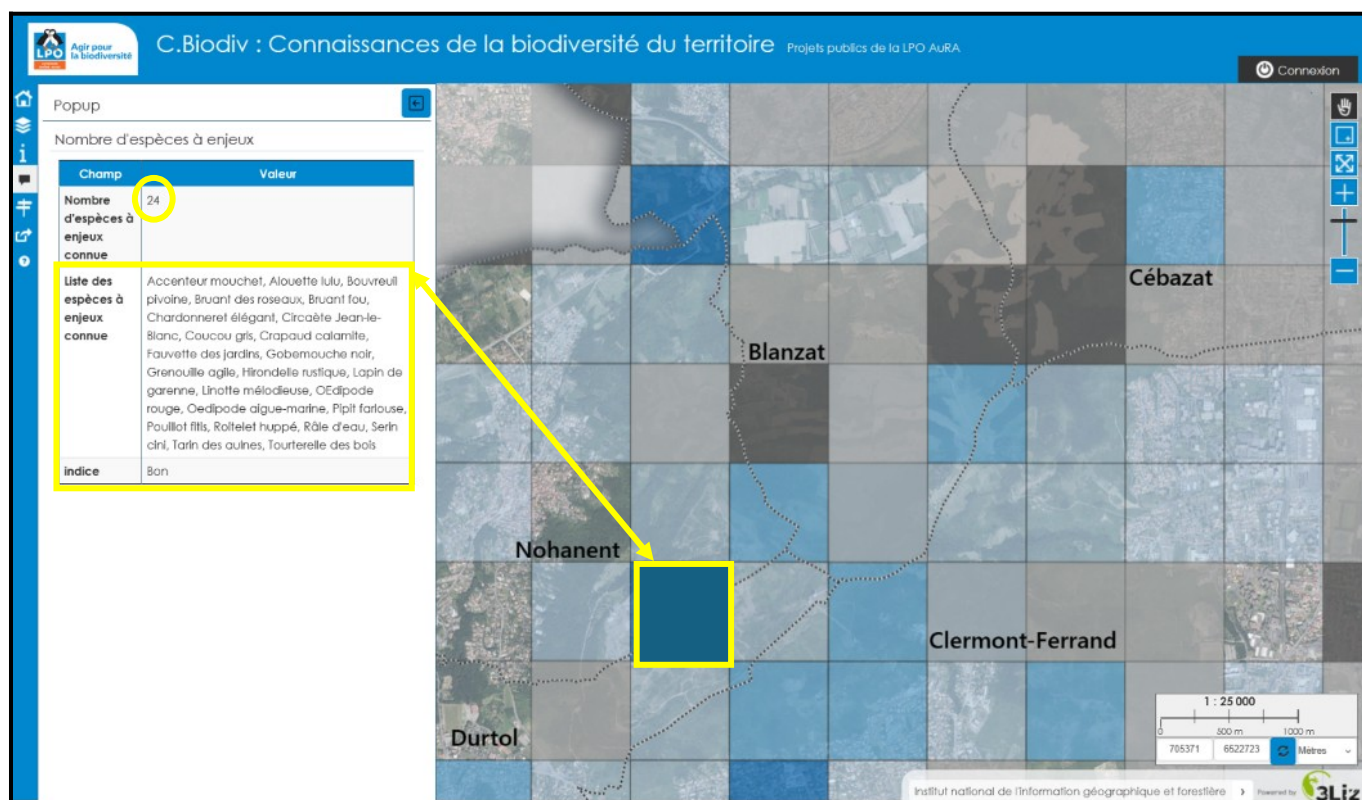 LPO
Agir pour
la biodiversité
C.Biodiv : Connaissances de la biodiversité du territoire Projets publics de la LPO AuRA
Connexion
Popup
Nombre d'espèces à enjeux
Champ Valeur
Nombre
d'espèces à
enjeux
connue
24
Liste des
espèces à
enjeux
connue
Accenteur mouchet, Alouette lulu, Bouvreuil
pivoine, Bruant des roseaux, Bruant fou,
Chardonneret élégant, Circaète Jean-le-
Blanc, Coucou gris, Crapaud calamite,
Fauvette des jardins, Gobemouche noir,
Grenouille agile, Hirondelle rustique, Lapin de
garenne, Linotte mélodieuse, OEdipode
rouge, Oedipode aigue-marine, Pipit farlouse,
Pouillot fitis, Roitelet huppé, Râle d'eau, Serin
cini, Tarin des aulnes, Tourterelle des bois
indice Bon
Cébazat
Blanzat
Nohanent
Clermont-Ferrand
Durtol
1 : 25 000
0 500 m 1000 m
705371 6522723 Mètres
Institut national de l'information géographique et forestière
Powered by 3Liz